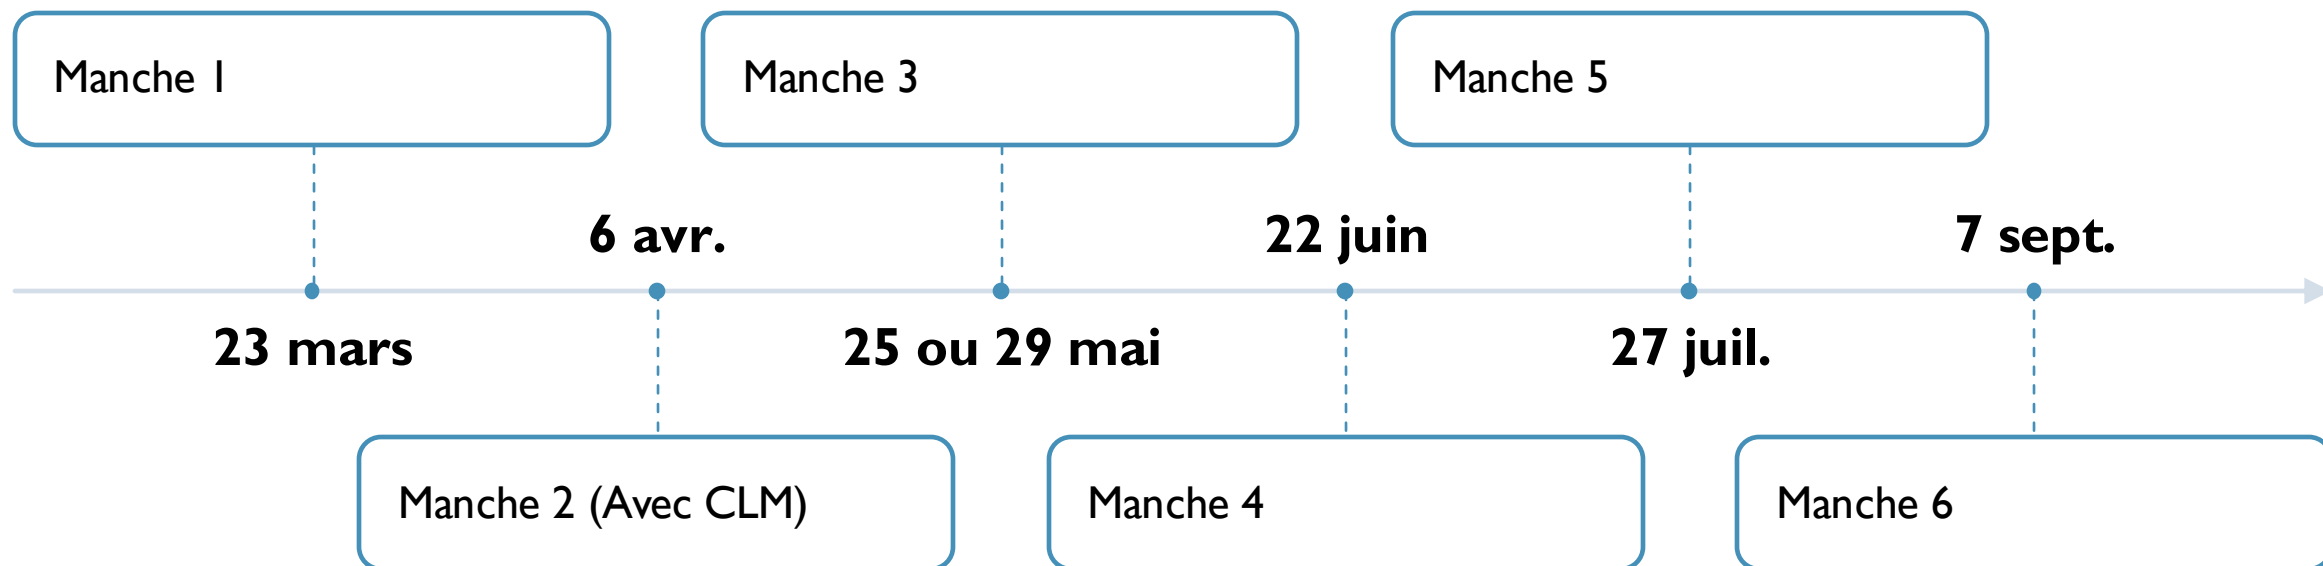 Manche 1
Manche 3
Manche 5
6 avr.
22 juin
7 sept.
23 mars
25 ou 29 mai
27 juil.
Manche 2 (Avec CLM)
Manche 4
Manche 6